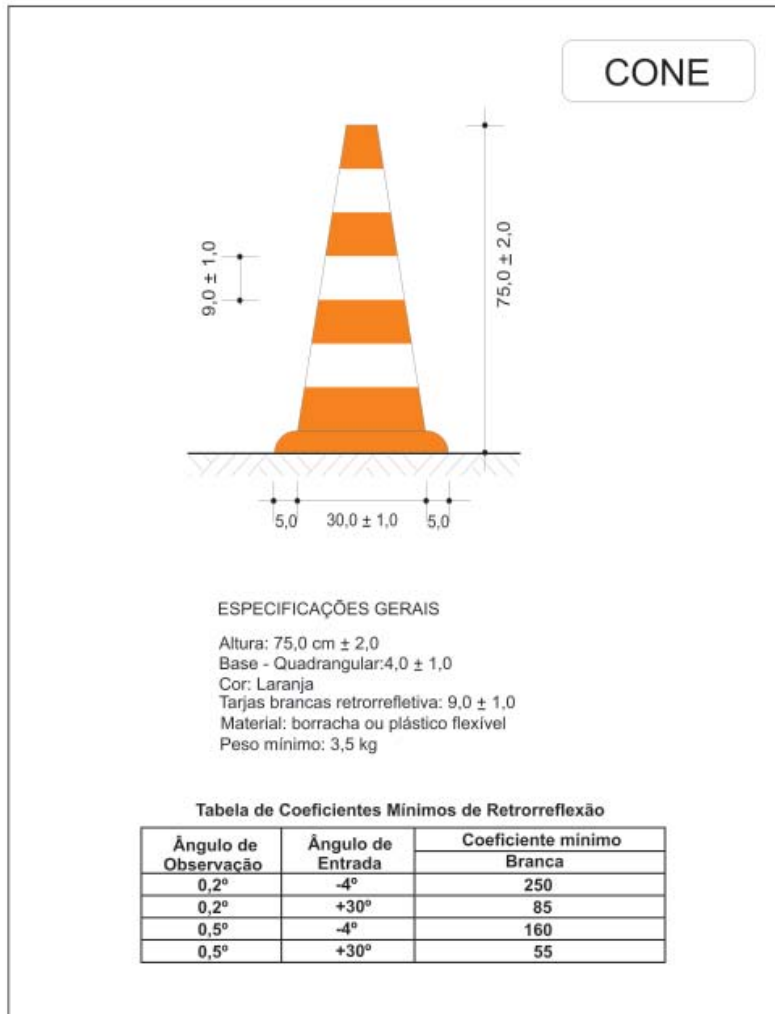 CONE
9,0 ± 1,0
75,0 ± 2,0
5,0 30,0 ± 1,0 5,0
ESPECIFICAÇÕES GERAIS
Altura: 75,0 cm ± 2,0
Base - Quadrangular:4,0 ± 1,0
Cor: Laranja
Tarjas brancas retrorrefletiva: 9,0 ± 1,0
Material: borracha ou plástico flexível
Peso mínimo: 3,5 kg
Tabela de Coeficientes Mínimos de Retrorreflexão
Ângulo de Observação Ângulo de Entrada Coeficiente mínimo
Branca
0,2º -4º 250
0,2º +30º 85
0,5º -4º 160
0,5º +30º 55